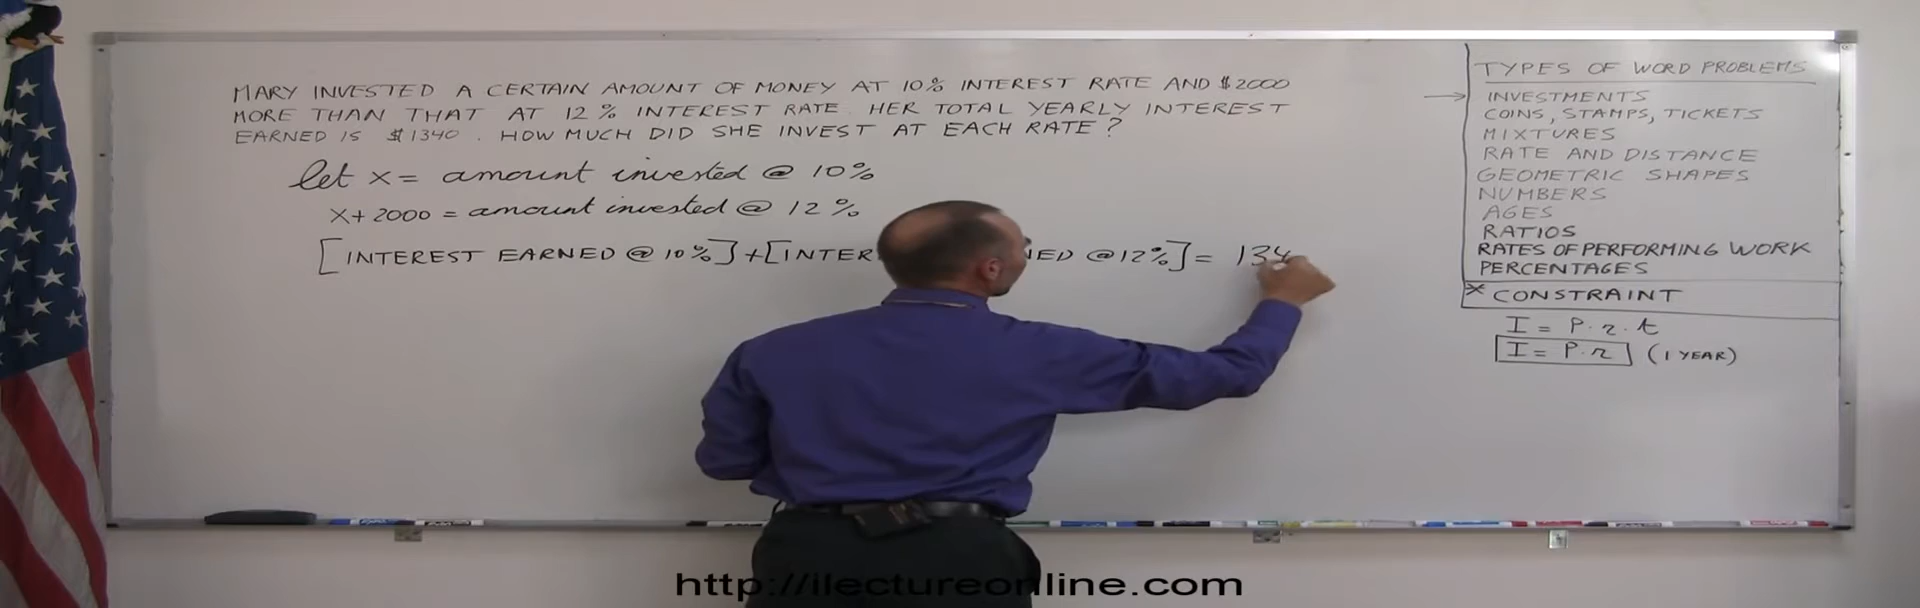 MARY INVESTED A CERTAIN AMOUNT OF MONEY AT 10% INTEREST RATE AND $2000
MORE THAN THAT AT 12% INTEREST RATE. HER TOTAL YEARLY INTEREST
EARNED IS $1340. HOW MUCH DID SHE INVEST AT EACH RATE?
let x = amount invested @ 10%
x+2000 = amount invested @ 12%
[INTEREST EARNED @ 10%]+[INTER NED @12%]= 134
TYPES OF WORD PROBLEMS
→ INVESTMENTS
COINS, STAMPS, TICKETS
MIXTURES
RATE AND DISTANCE
GEOMETRIC SHAPES
NUMBERS
AGES
RATIOS
RATES OF PERFORMING WORK
PERCENTAGES
* CONSTRAINT
I = P·r·t
I = P·r (1 YEAR)
http://ilectureonline.com